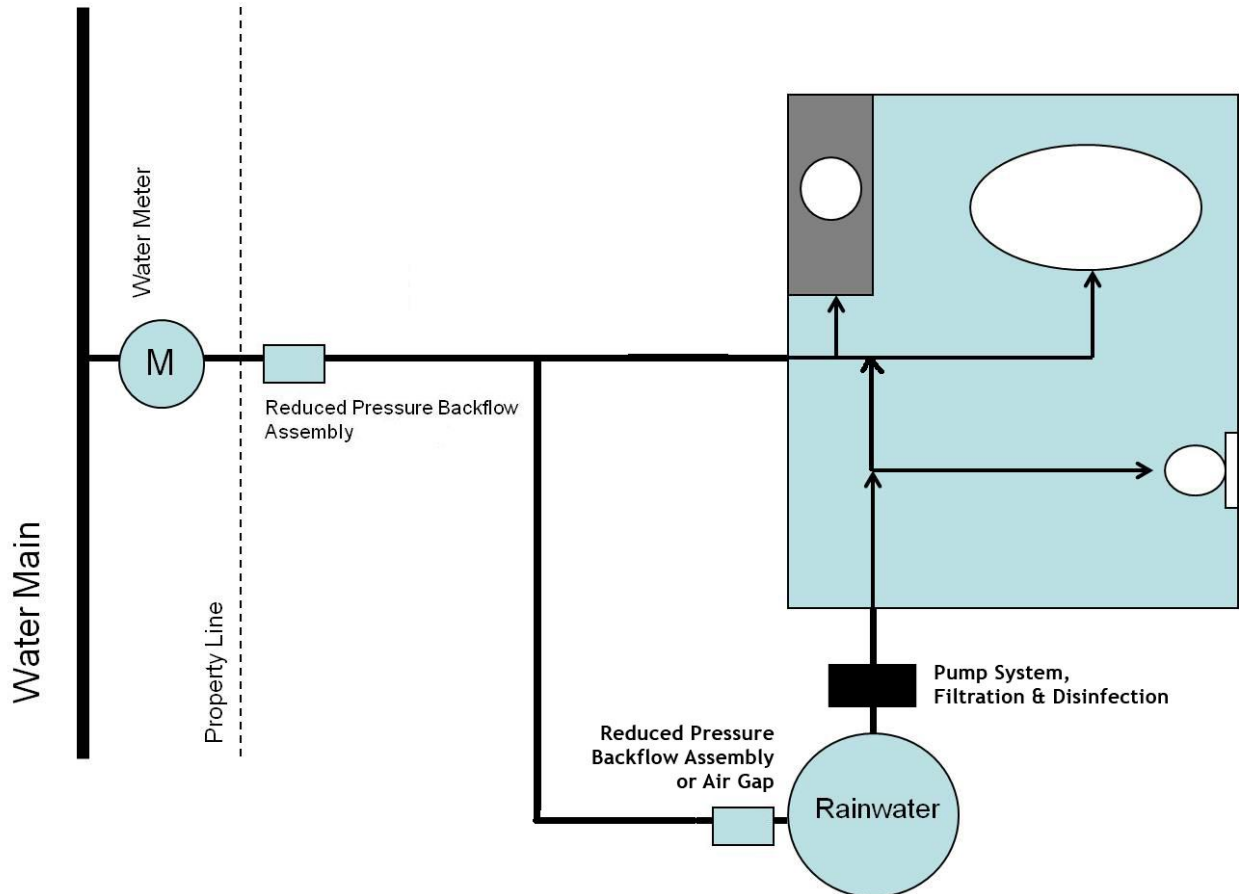 Water Main
Water Meter
M
Property Line
Reduced Pressure Backflow
Assembly
Pump System,
Filtration & Disinfection
Reduced Pressure
Backflow Assembly
or Air Gap
Rainwater